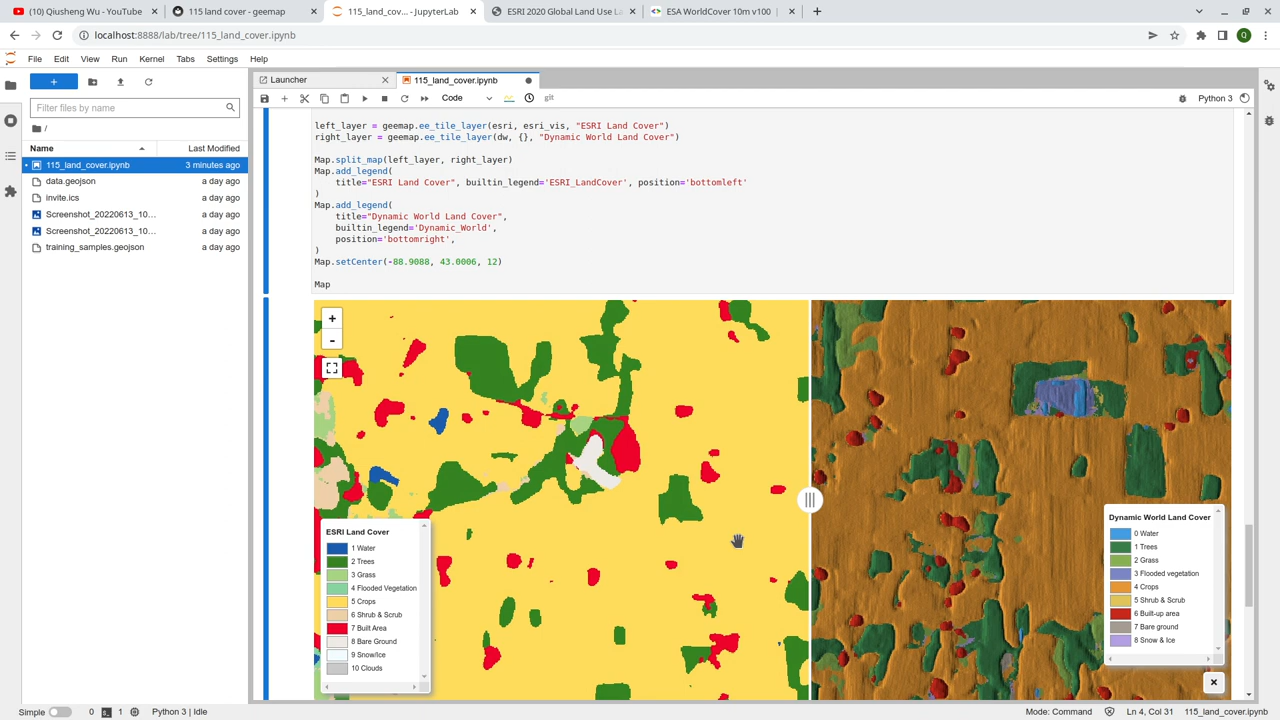 (10) Qiusheng Wu - YouTube
115 land cover - geemap
115_land_cov... - JupyterLab
ESRI 2020 Global Land Use L
ESA WorldCover 10m v100
localhost:8888/lab/tree/115_land_cover.ipynb
Q
File Edit View Run Kernel Tabs Settings Help
Launcher
115_land_cover.ipynb
Code
git
Python 3
Filter files by name
/
Name Last Modified
115_land_cover.ipynb 3 minutes ago
data.geojson a day ago
invite.ics a day ago
Screenshot_20220613_10... a day ago
Screenshot_20220613_10... a day ago
training_samples.geojson a day ago
left_layer = geemap.ee_tile_layer(esri, esri_vis, "ESRI Land Cover")
right_layer = geemap.ee_tile_layer(dw, {}, "Dynamic World Land Cover")
Map.split_map(left_layer, right_layer)
Map.add_legend(
title="ESRI Land Cover", builtin_legend='ESRI_LandCover', position='bottomleft'
)
Map.add_legend(
title="Dynamic World Land Cover",
builtin_legend='Dynamic_World',
position='bottomright',
)
Map.setCenter(-88.9088, 43.0006, 12)
Map
+
-
ESRI Land Cover
1 Water
2 Trees
3 Grass
4 Flooded Vegetation
5 Crops
6 Shrub & Scrub
7 Built Area
8 Bare Ground
9 Snow/Ice
10 Clouds
Dynamic World Land Cover
0 Water
1 Trees
2 Grass
3 Flooded vegetation
4 Crops
5 Shrub & Scrub
6 Built-up area
7 Bare ground
8 Snow & Ice
Simple 0 1 Python 3 | Idle
Mode: Command Ln 4, Col 31 115_land_cover.ipynb